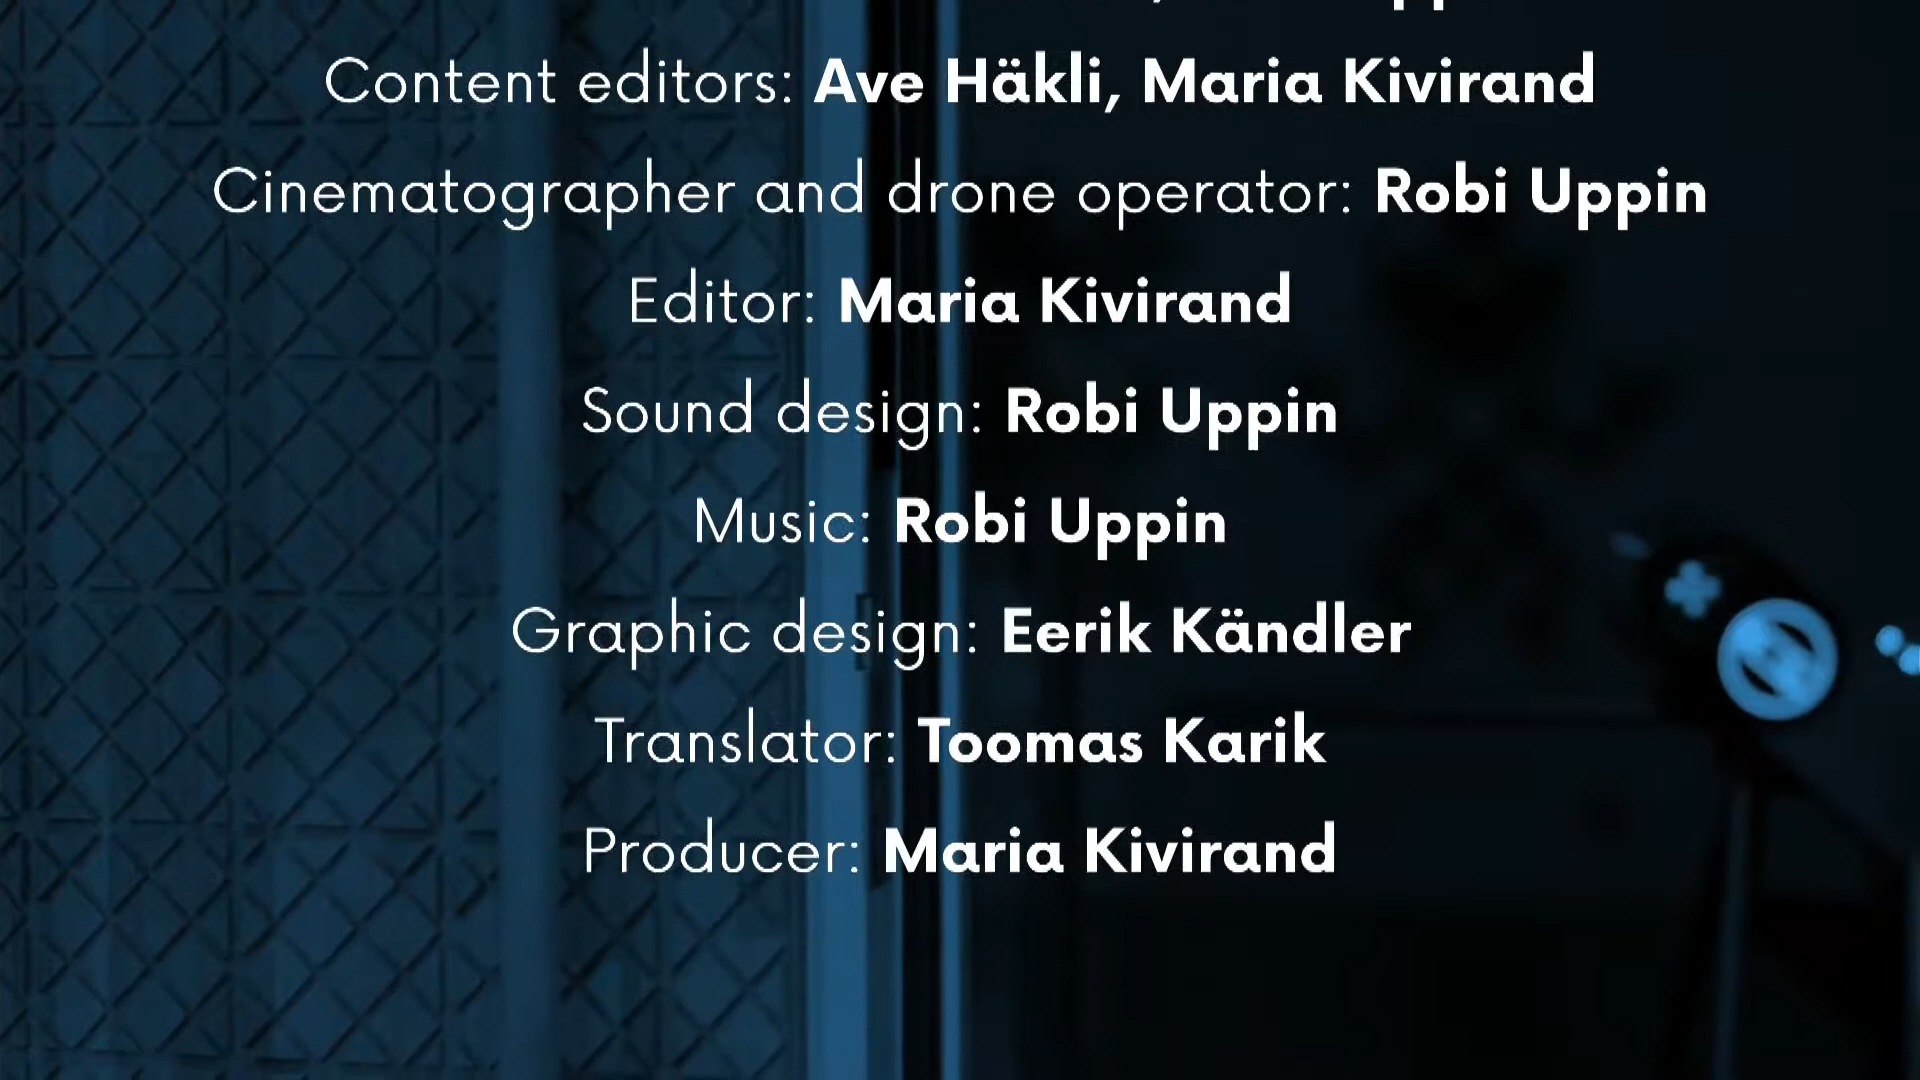 Content editors: Ave Häkli, Maria Kivirand
Cinematographer and drone operator: Robi Uppin
Editor: Maria Kivirand
Sound design: Robi Uppin
Music: Robi Uppin
Graphic design: Eerik Kändler
Translator: Toomas Karik
Producer: Maria Kivirand